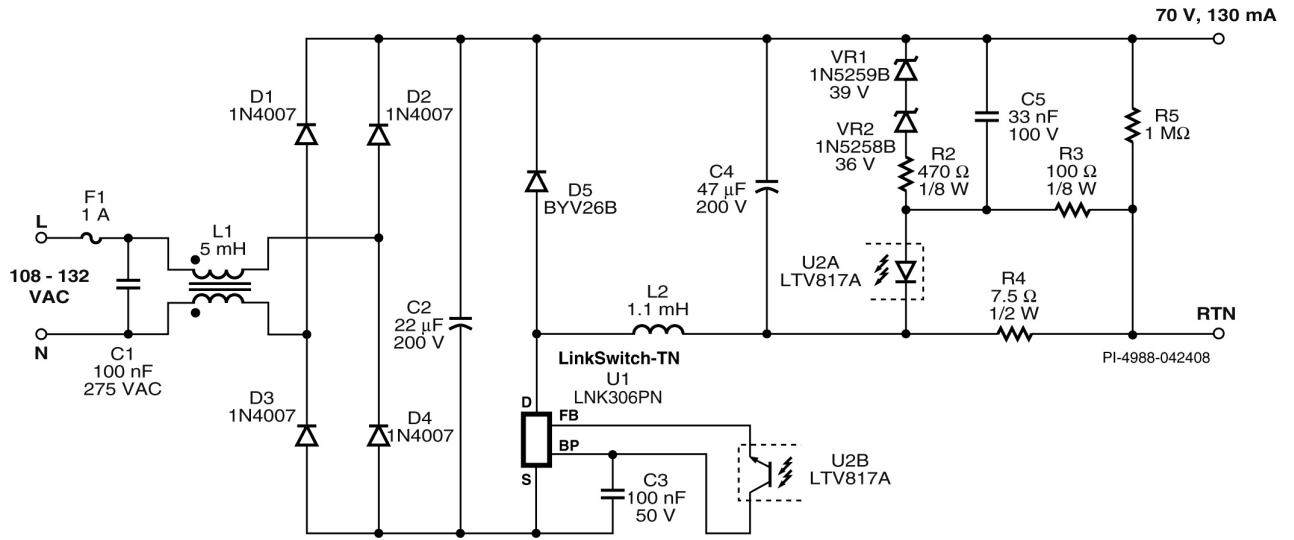 70 V, 130 mA
VR1
1N5259B
39 V
D1
1N4007
D2
1N4007
C5
33 nF
100 V
R5
1 MΩ
VR2
1N5258B
36 V
R2
470 Ω
1/8 W
R3
100 Ω
1/8 W
C4
47 µF
200 V
D5
BYV26B
F1
1 A
L
L1
5 mH
108 - 132
VAC
N
C1
100 nF
275 VAC
U2A
LTV817A
R4
7.5 Ω
1/2 W
RTN
C2
22 µF
200 V
L2
1.1 mH
PI-4988-042408
LinkSwitch-TN
U1
LNK306PN
D3
1N4007
D4
1N4007
D
FB
BP
S
C3
100 nF
50 V
U2B
LTV817A